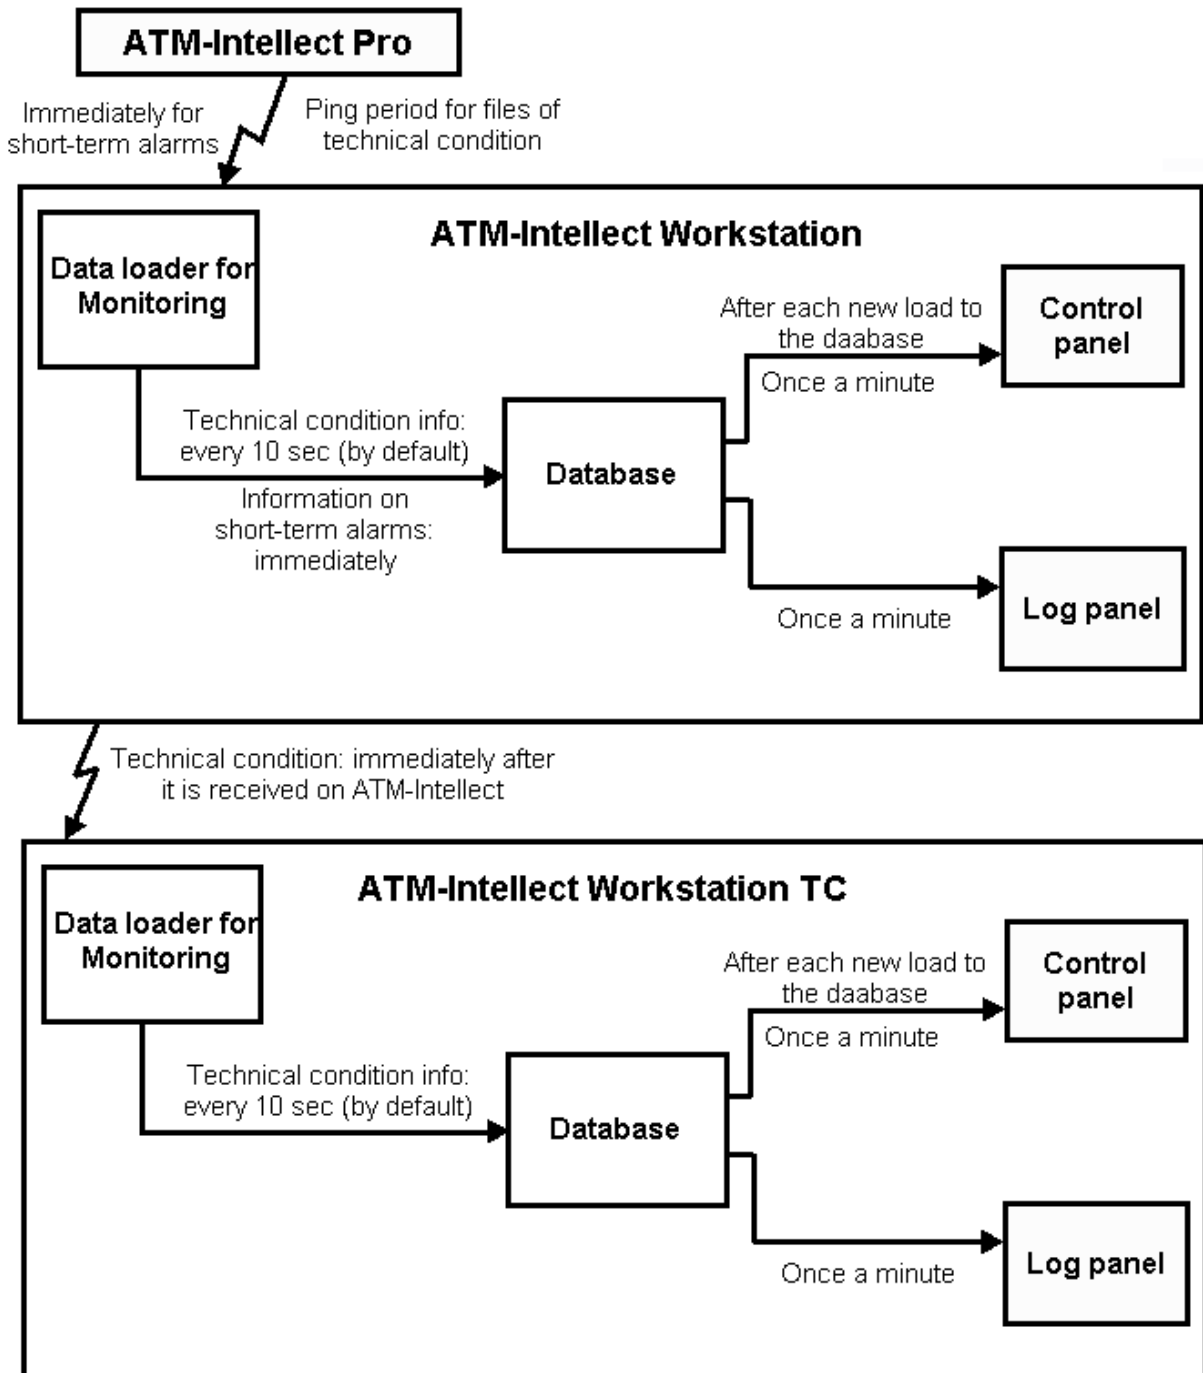 ATM-Intellect Pro
Immediately for
short-term alarms
Ping period for files of
technical condition
ATM-Intellect Workstation
Data loader for
Monitoring
After each new load to
the daabase
Once a minute
Control
panel
Technical condition info:
every 10 sec (by default)
Database
Information on
short-term alarms:
immediately
Once a minute
Log panel
Technical condition: immediately after
it is received on ATM-Intellect
ATM-Intellect Workstation TC
Data loader for
Monitoring
After each new load to
the daabase
Once a minute
Control
panel
Technical condition info:
every 10 sec (by default)
Database
Once a minute
Log panel